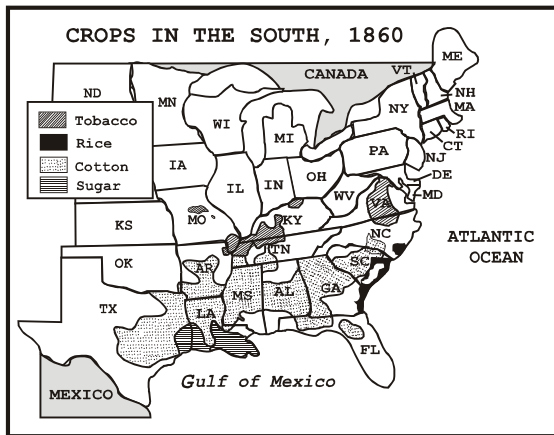 CROPS IN THE SOUTH, 1860
CANADA
ME
VT
ND
MN
NH
MA
NY
WI
MI
RI
CT
PA
NJ
IA
OH
DE
IL
IN
WV
MD
VA
KS
MO
KY
NC
ATLANTIC
OCEAN
OK
TN
AR
SC
TX
MS
AL
GA
LA
FL
MEXICO
Gulf of Mexico
Tobacco
Rice
Cotton
Sugar